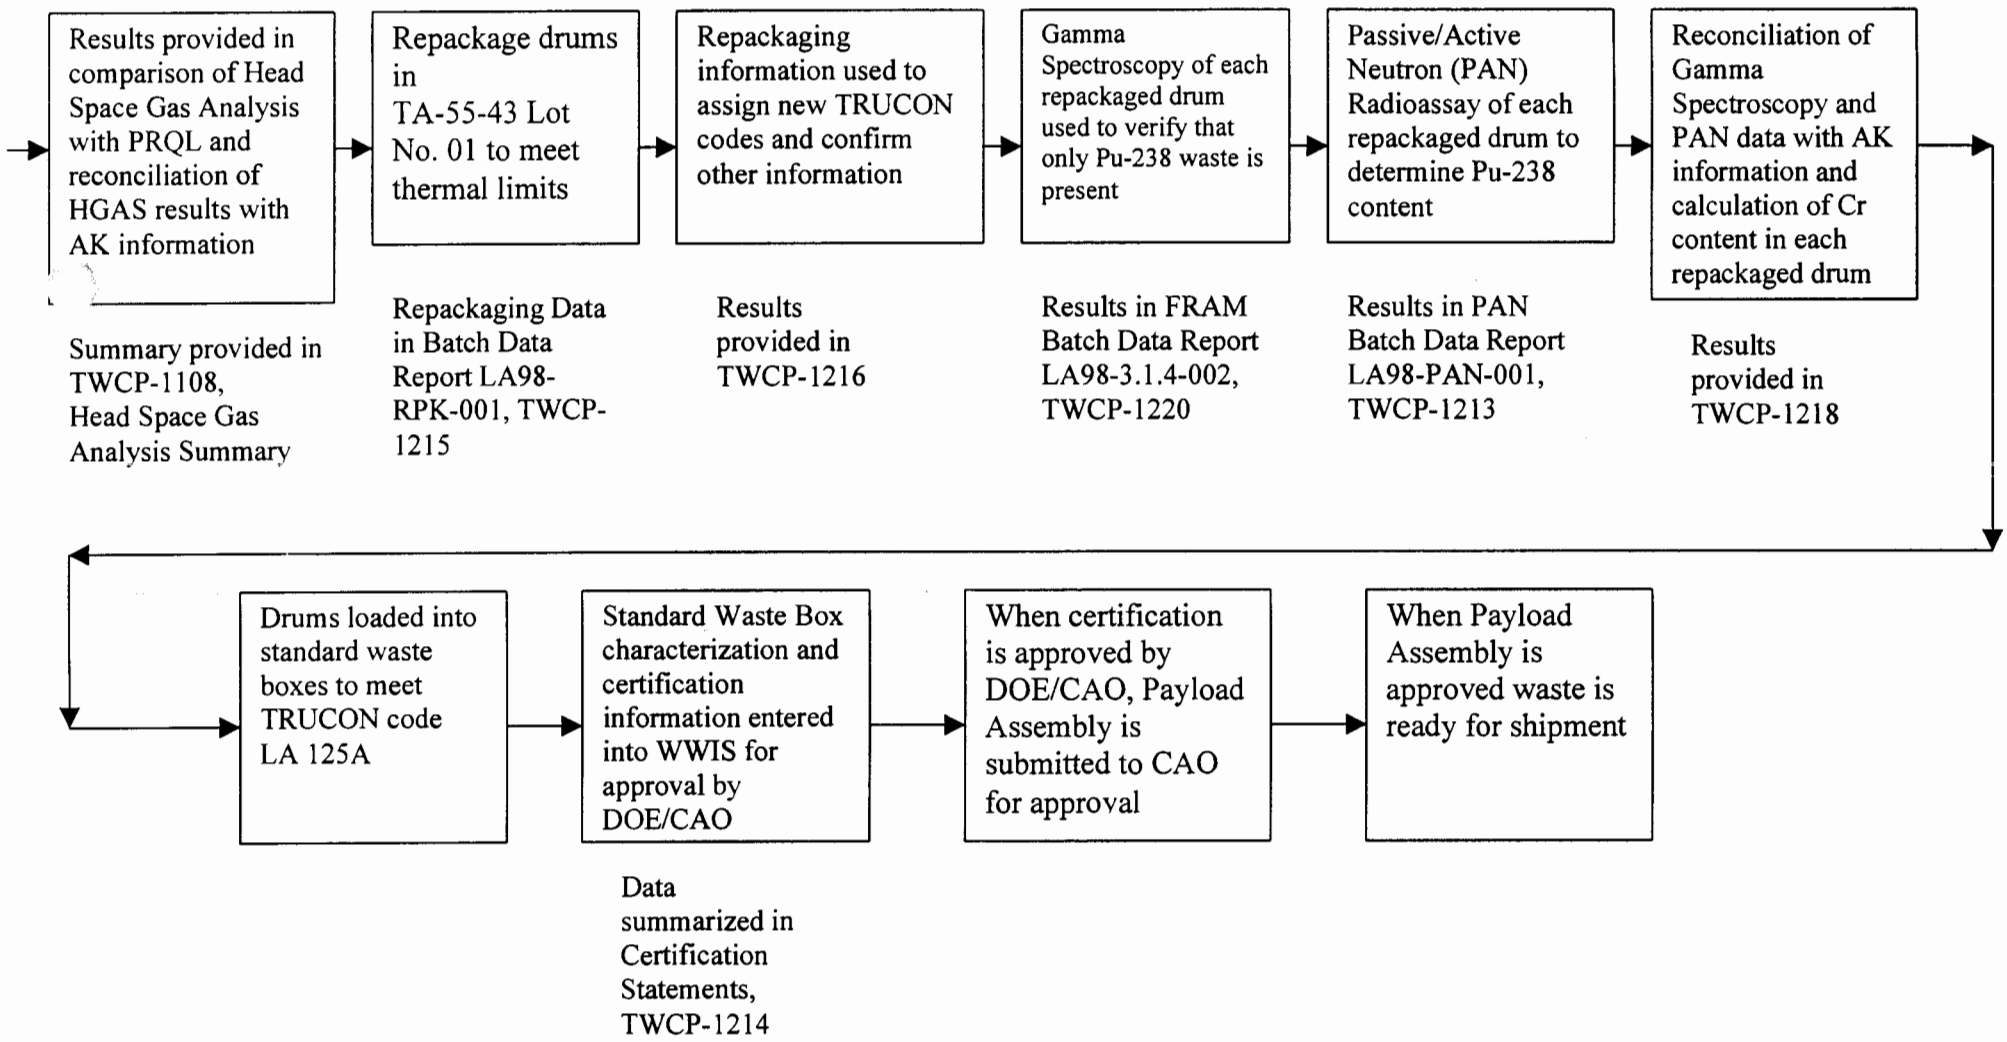 Results provided in
comparison of Head
Space Gas Analysis
with PRQL and
reconciliation of
HGAS results with
AK information
Summary provided in
TWCP-1108,
Head Space Gas
Analysis Summary
Repackage drums
in
TA-55-43 Lot
No. 01 to meet
thermal limits
Repackaging Data
in Batch Data
Report LA98-
RPK-001, TWCP-
1215
Repackaging
information used to
assign new TRUCON
codes and confirm
other information
Results
provided in
TWCP-1216
Gamma
Spectroscopy of each
repackaged drum
used to verify that
only Pu-238 waste is
present
Results in FRAM
Batch Data Report
LA98-3.1.4-002,
TWCP-1220
Passive/Active
Neutron (PAN)
Radioassay of each
repackaged drum to
determine Pu-238
content
Results in PAN
Batch Data Report
LA98-PAN-001,
TWCP-1213
Reconciliation of
Gamma
Spectroscopy and
PAN data with AK
information and
calculation of Cr
content in each
repackaged drum
Results
provided in
TWCP-1218
Drums loaded into
standard waste
boxes to meet
TRUCON code
LA 125A
Standard Waste Box
characterization and
certification
information entered
into WWIS for
approval by
DOE/CAO
Data
summarized in
Certification
Statements,
TWCP-1214
When certification
is approved by
DOE/CAO, Payload
Assembly is
submitted to CAO
for approval
When Payload
Assembly is
approved waste is
ready for shipment